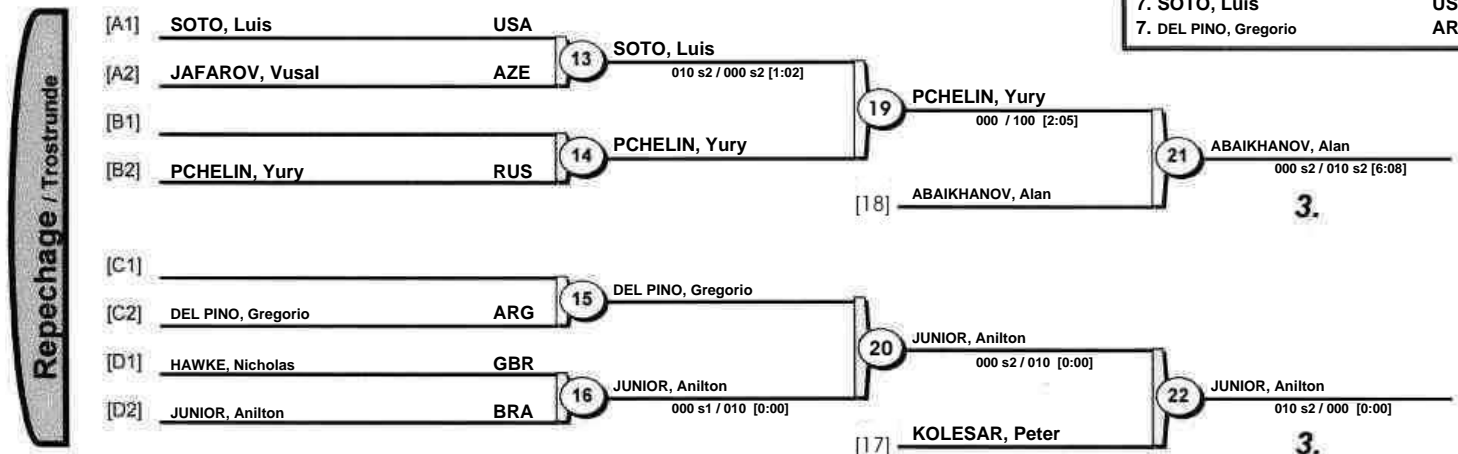 7. SOTO, Luis US
7. DEL PINO, Gregorio AR
Repechage / Trostrunde
[A1] SOTO, Luis USA
[A2] JAFAROV, Vusal AZE
13 SOTO, Luis
010 s2 / 000 s2 [1:02]
[B1]
[B2] PCHELIN, Yury RUS
14 PCHELIN, Yury
19 PCHELIN, Yury
000 / 100 [2:05]
[18] ABAIKHANOV, Alan
21 ABAIKHANOV, Alan
000 s2 / 010 s2 [6:08]
3.
[C1]
[C2] DEL PINO, Gregorio ARG
15 DEL PINO, Gregorio
[D1] HAWKE, Nicholas GBR
[D2] JUNIOR, Anilton BRA
16 JUNIOR, Anilton
000 s1 / 010 [0:00]
20 JUNIOR, Anilton
000 s2 / 010 [0:00]
[17] KOLESAR, Peter
22 JUNIOR, Anilton
010 s2 / 000 [0:00]
3.